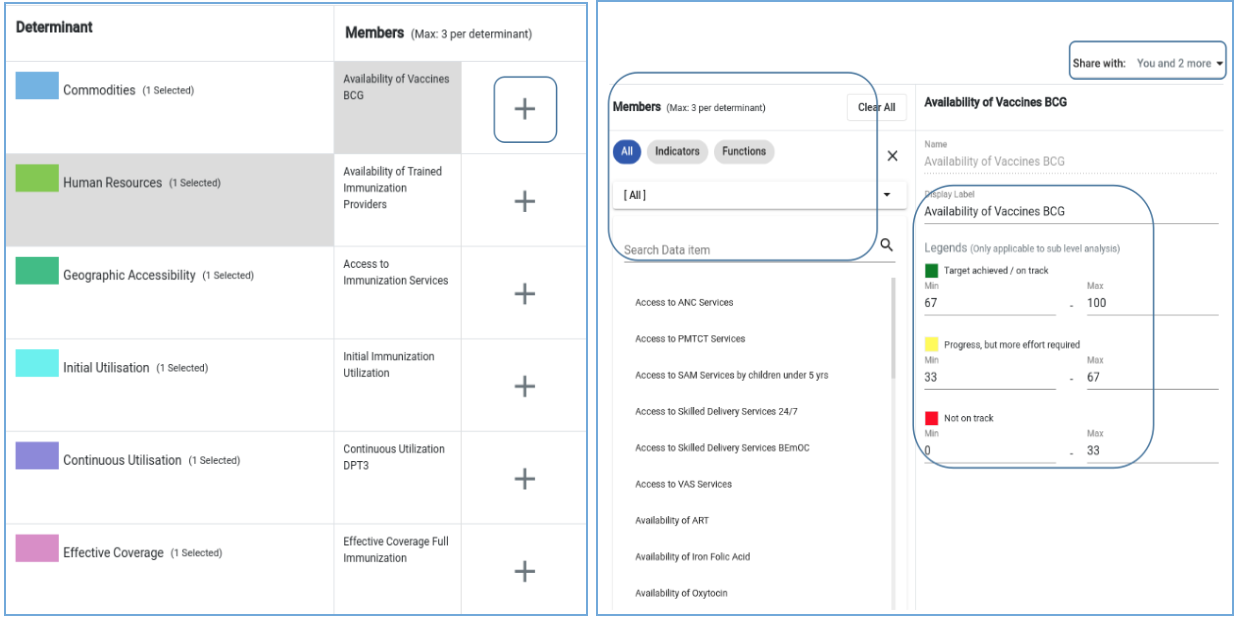 Determinant
Members (Max: 3 per determinant)
Commodities (1 Selected)
Availability of Vaccines
BCG
Human Resources (1 Selected)
Availability of Trained
Immunization
Providers
Geographic Accessibility (1 Selected)
Access to
Immunization Services
Initial Utilisation (1 Selected)
Initial Immunization
Utilization
Continuous Utilisation (1 Selected)
Continuous Utilization
DPT3
Effective Coverage (1 Selected)
Effective Coverage Full
Immunization
Share with: You and 2 more
Members (Max: 3 per determinant)
Clear All
All Indicators Functions
[ All ]
Search Data item
Access to ANC Services
Access to PMTCT Services
Access to SAM Services by children under 5 yrs
Access to Skilled Delivery Services 24/7
Access to Skilled Delivery Services BEmOC
Access to VAS Services
Availability of ART
Availability of Iron Folic Acid
Availability of Oxytocin
Availability of Vaccines BCG
Name
Availability of Vaccines BCG
Display Label
Availability of Vaccines BCG
Legends (Only applicable to sub level analysis)
Target achieved / on track
Min Max
67 - 100
Progress, but more effort required
Min Max
33 - 67
Not on track
Min Max
0 - 33